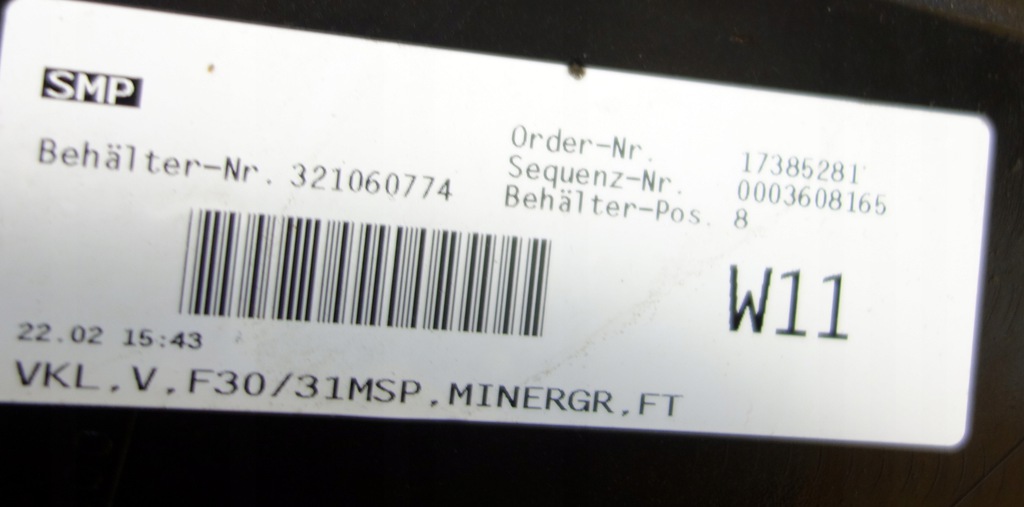 SMP
Behälter-Nr. 321060774
Order-Nr. 17385281
Sequenz-Nr. 0003608165
Behälter-Pos. 8
W11
22.02 15:43
VKL,V,F30/31MSP,MINERGR,FT